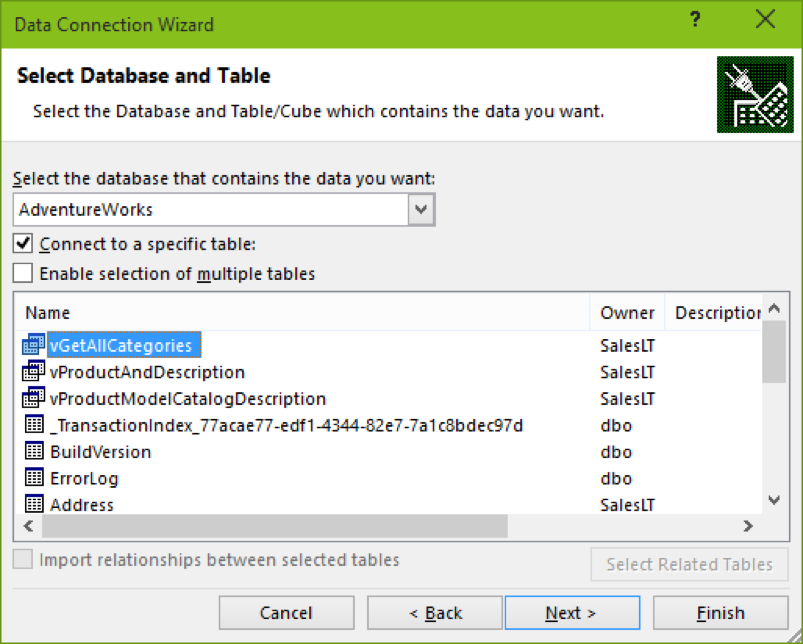 Data Connection Wizard ?
Select Database and Table
Select the Database and Table/Cube which contains the data you want.
Select the database that contains the data you want:
AdventureWorks
Connect to a specific table:
Enable selection of multiple tables
Name Owner Description
vGetAllCategories SalesLT
vProductAndDescription SalesLT
vProductModelCatalogDescription SalesLT
_TransactionIndex_77acae77-edf1-4344-82e7-7a1c8bdec97d dbo
BuildVersion dbo
ErrorLog dbo
Address SalesLT
Import relationships between selected tables
Select Related Tables
Cancel < Back Next > Finish